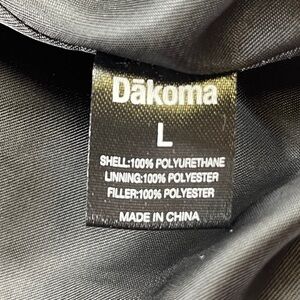 Dākoma
L
SHELL:100% POLYURETHANE
LINNING:100% POLYESTER
FILLER:100% POLYESTER
MADE IN CHINA